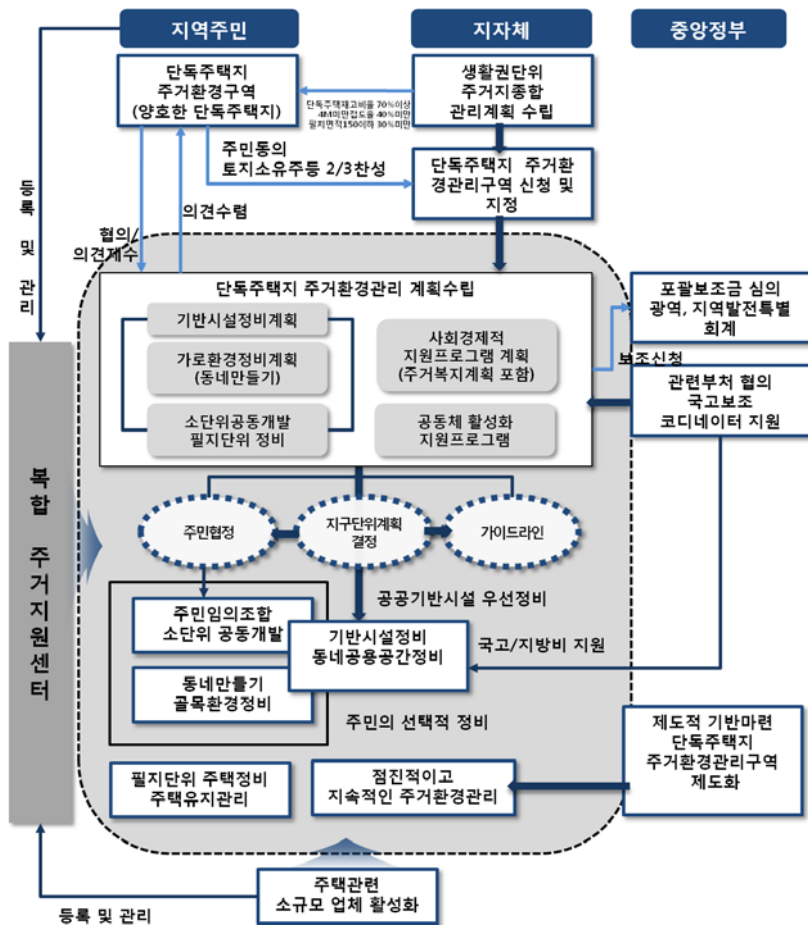 지역주민
지자체
중앙정부
단독주택지
주거환경구역
(양호한 단독주택지)
생활권단위
주거지종합
관리계획 수립
단독주택재고비율 70%이상
4M미만접도율 40%미만
필지면적150이하 30%미만
주민동의
토지소유주등 2/3찬성
단독주택지 주거환
경관리구역 신청 및
지정
등록 및 관리
협의/
의견재수
의견수렴
단독주택지 주거환경관리 계획수립
기반시설정비계획
가로환경정비계획
(동네만들기)
소단위공동개발
필지단위 정비
사회경제적
지원프로그램 계획
(주거복지계획 포함)
공동체 활성화
지원프로그램
포괄보조금 심의
광역, 지역발전특별
회계
보조신청
관련부처 협의
국고보조
코디네이터 지원
복합 주거지원센터
주민협정
지구단위계획
결정
가이드라인
주민임의조합
소단위 공동개발
공공기반시설 우선정비
기반시설정비
동네공용공간정비
국고/지방비 지원
동네만들기
골목환경정비
주민의 선택적 정비
제도적 기반마련
단독주택지
주거환경관리구역
제도화
필지단위 주택정비
주택유지관리
점진적이고
지속적인 주거환경관리
주택관련
소규모 업체 활성화
등록 및 관리